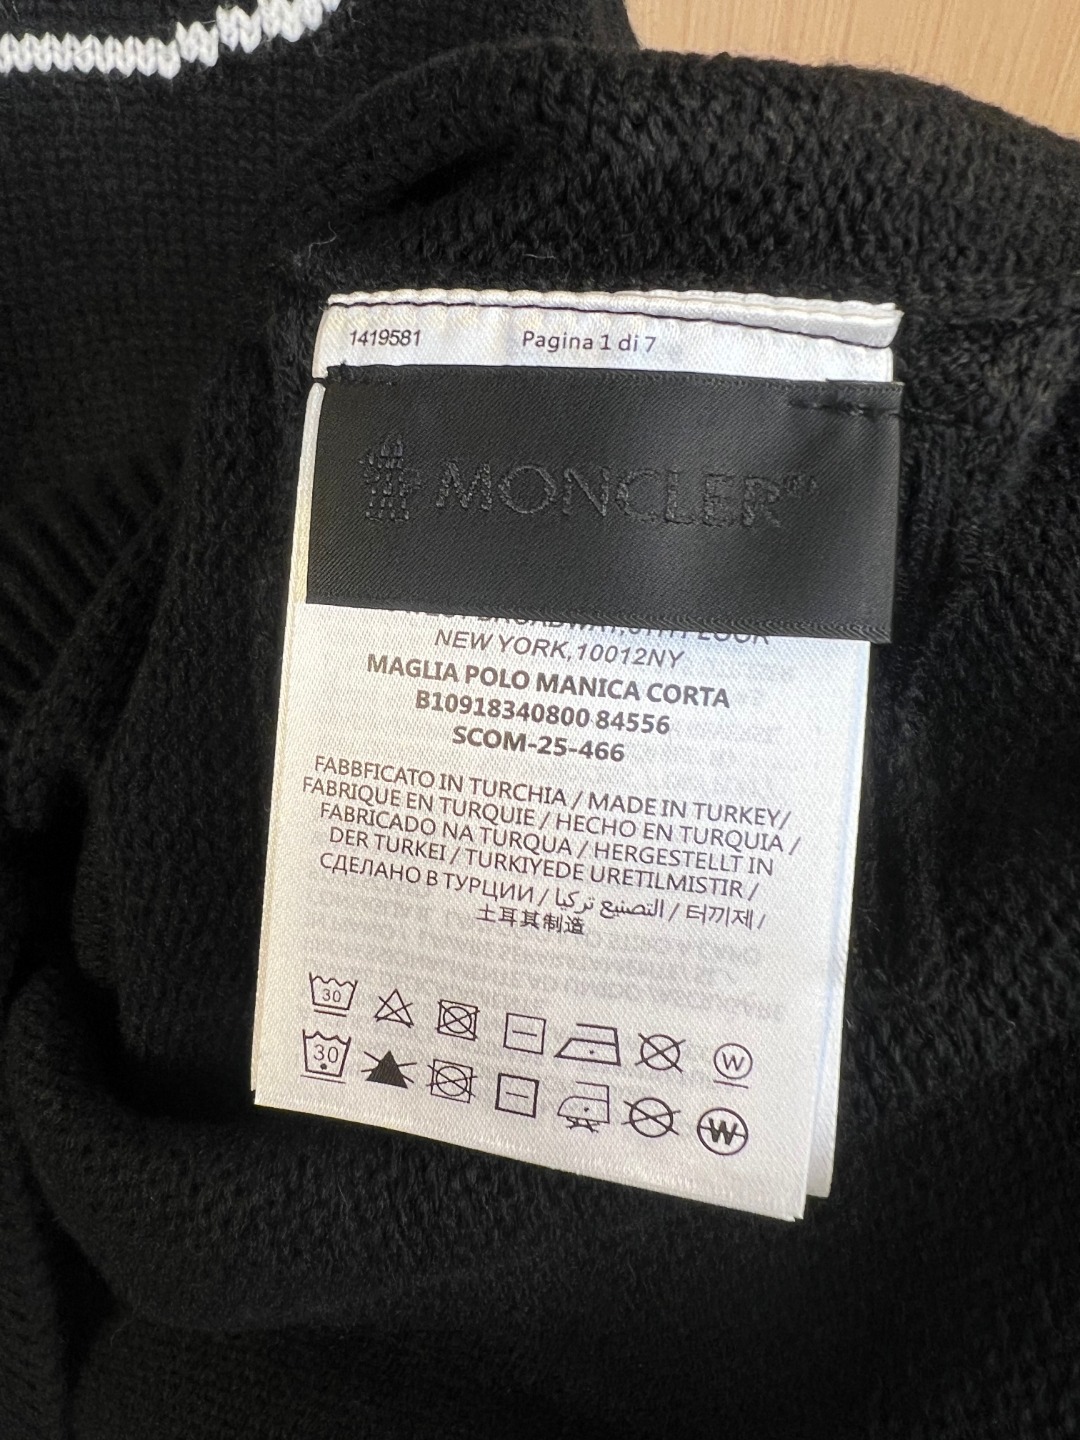 1419581 Pagina 1 di 7
MONCLER
BROADWAY,
NEW YORK,10012NY
MAGLIA POLO MANICA CORTA
B10918340800 84556
SCOM-25-466
FABBFICATO IN TURCHIA / MADE IN TURKEY/
FABRIQUE EN TURQUIE / HECHO EN TURQUIA /
FABRICADO NA TURQUA / HERGESTELLT IN
DER TURKEI / TURKIYEDE URETILMISTIR /
СДЕЛАНО В ТУРЦИИ / التصنيع تركيا / 터끼제 /
土耳其制造
30 W
30 W